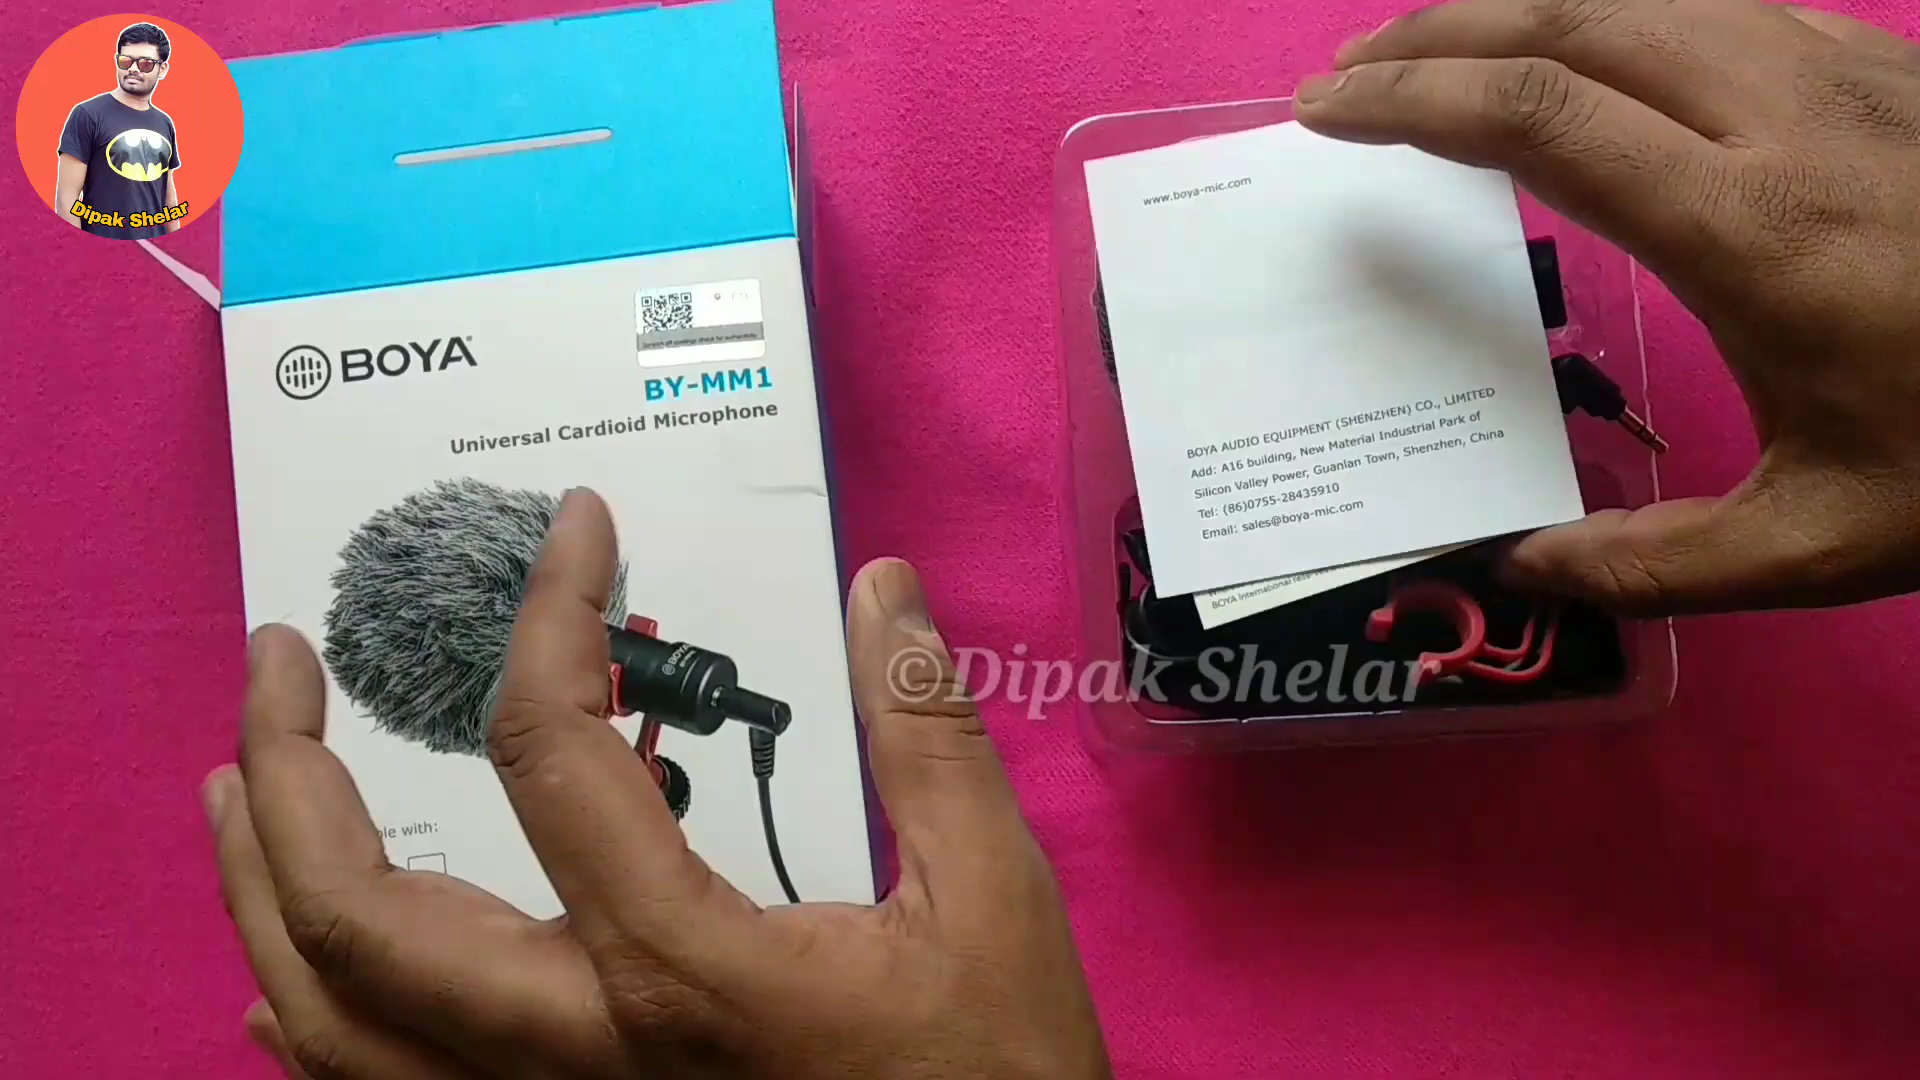 Dipak Shelar
BOYA
BY-MM1
Universal Cardioid Microphone
BOYA
ble with:
www.boya-mic.com
BOYA AUDIO EQUIPMENT (SHENZHEN) CO., LIMITED
Add: A16 building, New Material Industrial Park of
Silicon Valley Power, Guanlan Town, Shenzhen, China
Tel: (86)0755-28435910
Email: sales@boya-mic.com
BOYA International
©Dipak Shelar